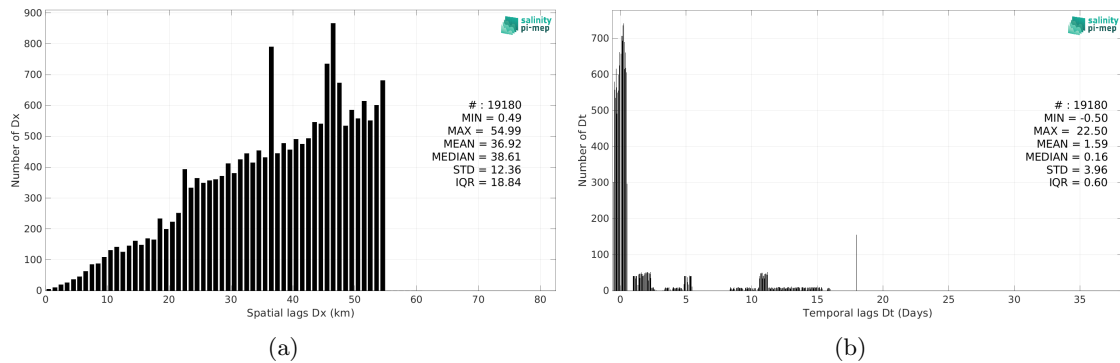 (a)
salinity
pi-mep
900
800
700
600
500
400
300
200
100
0
Number of Dx
# : 19180
MIN = 0.49
MAX = 54.99
MEAN = 36.92
MEDIAN = 38.61
STD = 12.36
IQR = 18.84
0 10 20 30 40 50 60 70 80
Spatial lags Dx (km)
(a)
(b)
salinity
pi-mep
700
600
500
400
300
200
100
0
Number of Dt
# : 19180
MIN = -0.50
MAX = 22.50
MEAN = 1.59
MEDIAN = 0.16
STD = 3.96
IQR = 0.60
0 5 10 15 20 25 30 35
Temporal lags Dt (Days)
(b)